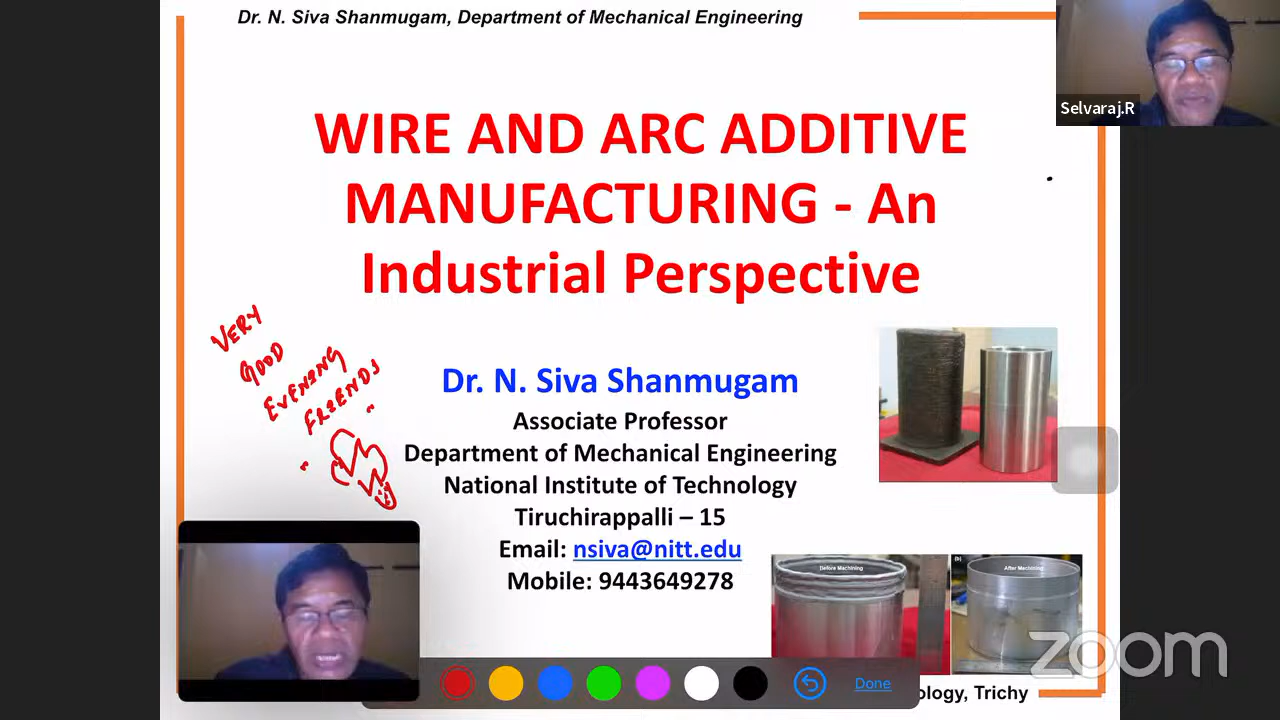 Dr. N. Siva Shanmugam, Department of Mechanical Engineering
Selvaraj.R
WIRE AND ARC ADDITIVE
MANUFACTURING - An
Industrial Perspective
VERY
GOOD
EVENING
FRIENDS
Dr. N. Siva Shanmugam
Associate Professor
Department of Mechanical Engineering
National Institute of Technology
Tiruchirappalli – 15
Email: nsiva@nitt.edu
Mobile: 9443649278
Before Machining
(b)
After Machining
zoom
Done
ology, Trichy